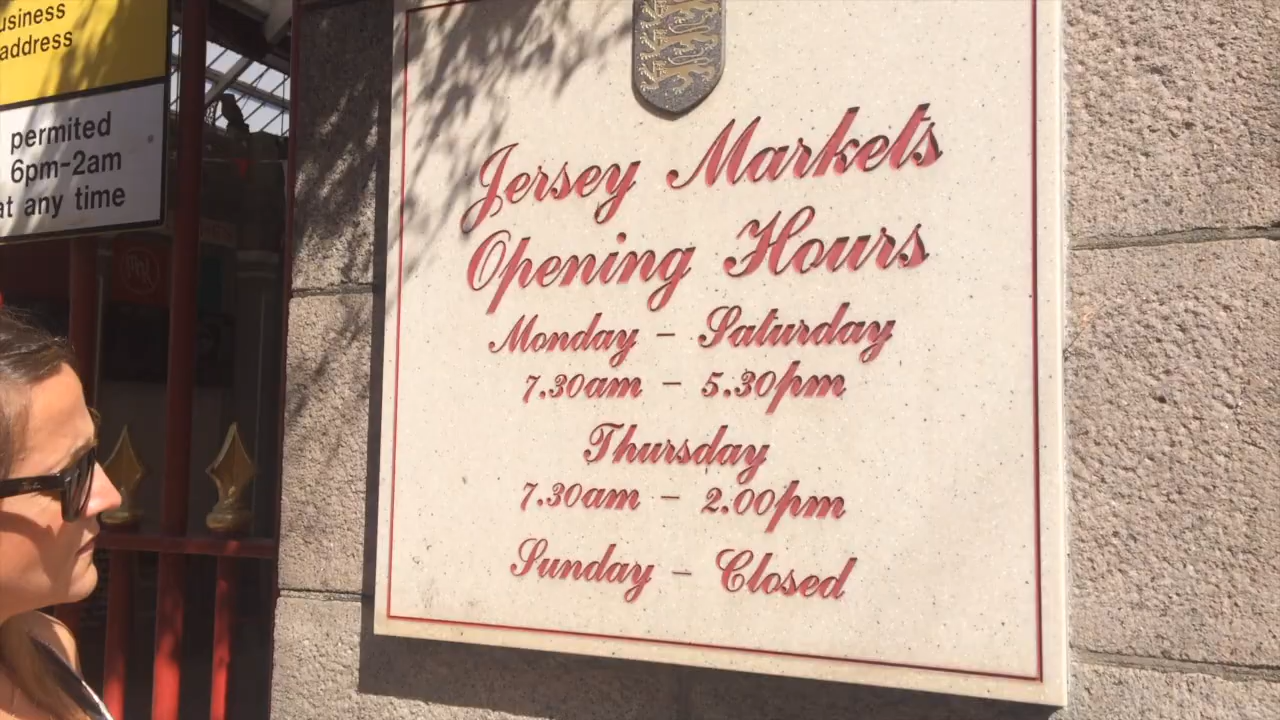 usiness
address
permited
6pm-2am
at any time
Jersey Markets
Opening Hours
Monday - Saturday
7.30am - 5.30pm
Thursday
7.30am - 2.00pm
Sunday - Closed